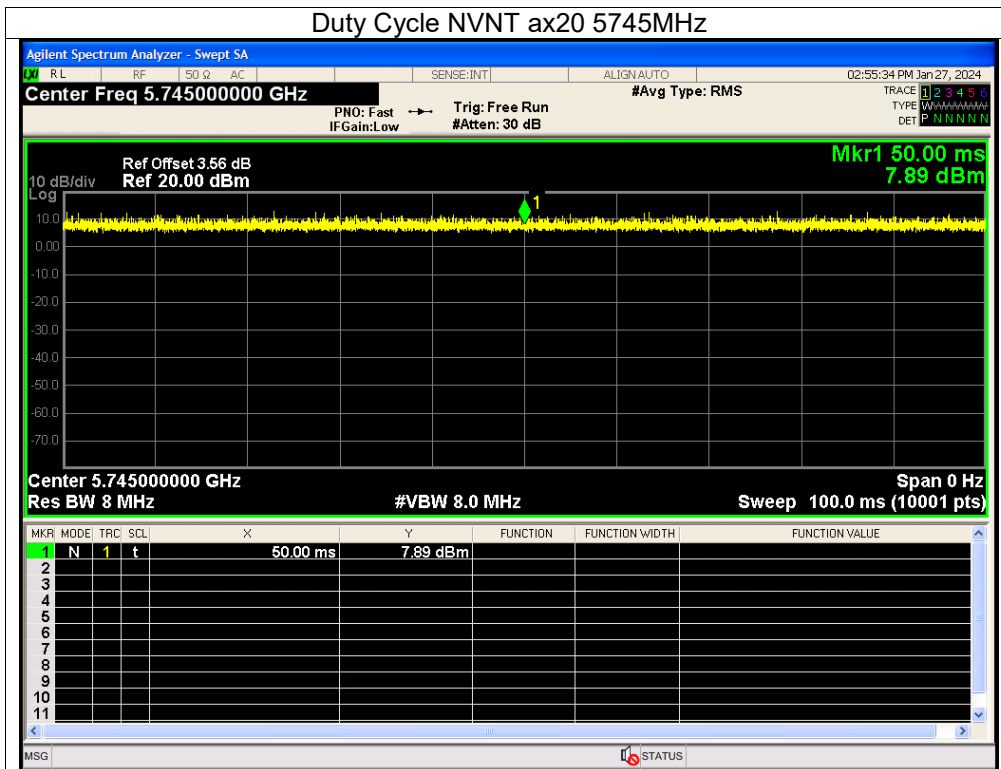 Duty Cycle NVNT ax20 5745MHz
Agilent Spectrum Analyzer - Swept SA
LXI RL RF 50 Ω AC SENSE:INT ALIGN AUTO 02:55:34 PM Jan 27, 2024
Center Freq 5.745000000 GHz #Avg Type: RMS TRACE 1 2 3 4 5 6
PNO: Fast Trig: Free Run TYPE WWWWWW
IFGain:Low #Atten: 30 dB DET P N N N N N
Mkr1 50.00 ms
7.89 dBm
Ref Offset 3.56 dB
10 dB/div Ref 20.00 dBm
Log
1
10.0
0.00
-10.0
-20.0
-30.0
-40.0
-50.0
-60.0
-70.0
Center 5.745000000 GHz Span 0 Hz
Res BW 8 MHz #VBW 8.0 MHz Sweep 100.0 ms (10001 pts)
MKR MODE TRC SCL X Y FUNCTION FUNCTION WIDTH FUNCTION VALUE
1 N 1 t 50.00 ms 7.89 dBm
2
3
4
5
6
7
8
9
10
11
MSG STATUS